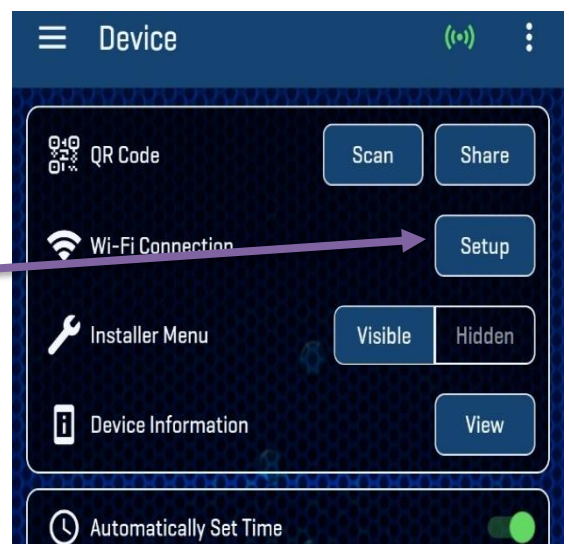 Device
QR Code Scan Share
Wi-Fi Connection Setup
Installer Menu Visible Hidden
Device Information View
Automatically Set Time